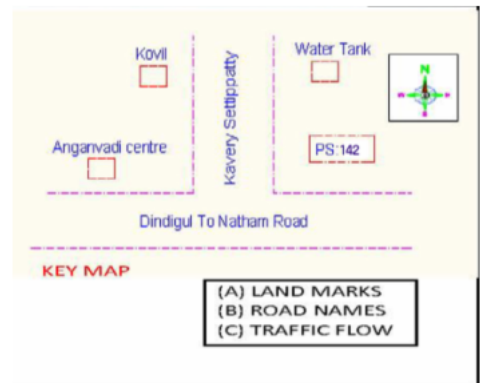 Kovil
Water Tank
N
Kavery Settippatty
Anganvadi centre
PS:142
Dindigul To Natham Road
KEY MAP
(A) LAND MARKS
(B) ROAD NAMES
(C) TRAFFIC FLOW